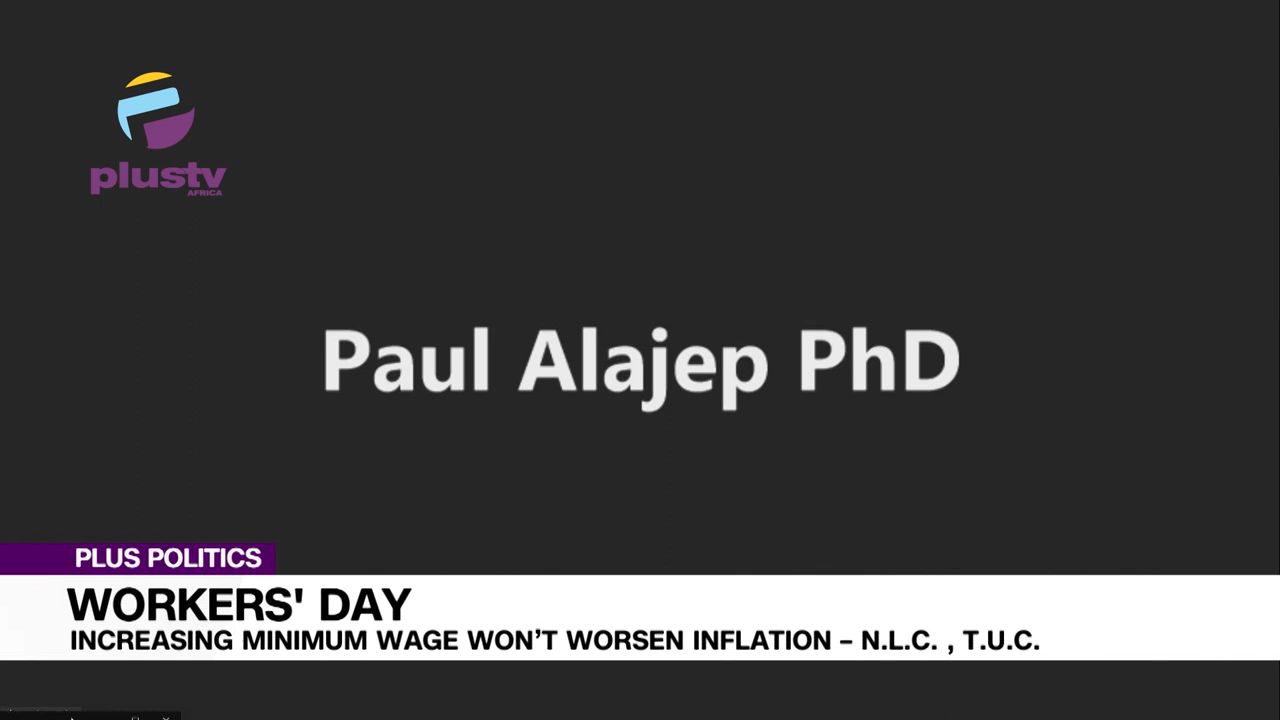 plustv
AFRICA
Paul Alajep PhD
PLUS POLITICS
WORKERS' DAY
INCREASING MINIMUM WAGE WON’T WORSEN INFLATION – N.L.C. , T.U.C.